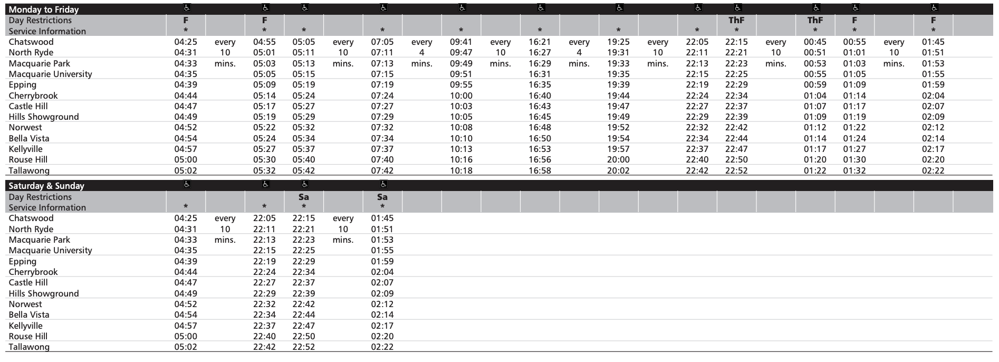 Monday to Friday
Day Restrictions F F ThF ThF F F
Service Information * * * * * * * * * * * *
Chatswood 04:25 every 04:55 05:05 every 07:05 every 09:41 every 16:21 every 19:25 every 22:05 22:15 every 00:45 00:55 every 01:45
North Ryde 04:31 10 05:01 05:11 10 07:11 4 09:47 10 16:27 4 19:31 10 22:11 22:21 10 00:51 01:01 10 01:51
Macquarie Park 04:33 mins. 05:03 05:13 mins. 07:13 mins. 09:49 mins. 16:29 mins. 19:33 mins. 22:13 22:23 mins. 00:53 01:03 mins. 01:53
Macquarie University 04:35 05:05 05:15 07:15 09:51 16:31 19:35 22:15 22:25 00:55 01:05 01:55
Epping 04:39 05:09 05:19 07:19 09:55 16:35 19:39 22:19 22:29 00:59 01:09 01:59
Cherrybrook 04:44 05:14 05:24 07:24 10:00 16:40 19:44 22:24 22:34 01:04 01:14 02:04
Castle Hill 04:47 05:17 05:27 07:27 10:03 16:43 19:47 22:27 22:37 01:07 01:17 02:07
Hills Showground 04:49 05:19 05:29 07:29 10:05 16:45 19:49 22:29 22:39 01:09 01:19 02:09
Norwest 04:52 05:22 05:32 07:32 10:08 16:48 19:52 22:32 22:42 01:12 01:22 02:12
Bella Vista 04:54 05:24 05:34 07:34 10:10 16:50 19:54 22:34 22:44 01:14 01:24 02:14
Kellyville 04:57 05:27 05:37 07:37 10:13 16:53 19:57 22:37 22:47 01:17 01:27 02:17
Rouse Hill 05:00 05:30 05:40 07:40 10:16 16:56 20:00 22:40 22:50 01:20 01:30 02:20
Tallawong 05:02 05:32 05:42 07:42 10:18 16:58 20:02 22:42 22:52 01:22 01:32 02:22
Saturday & Sunday
Day Restrictions Sa Sa
Service Information * * * *
Chatswood 04:25 every 22:05 22:15 every 01:45
North Ryde 04:31 10 22:11 22:21 10 01:51
Macquarie Park 04:33 mins. 22:13 22:23 mins. 01:53
Macquarie University 04:35 22:15 22:25 01:55
Epping 04:39 22:19 22:29 01:59
Cherrybrook 04:44 22:24 22:34 02:04
Castle Hill 04:47 22:27 22:37 02:07
Hills Showground 04:49 22:29 22:39 02:09
Norwest 04:52 22:32 22:42 02:12
Bella Vista 04:54 22:34 22:44 02:14
Kellyville 04:57 22:37 22:47 02:17
Rouse Hill 05:00 22:40 22:50 02:20
Tallawong 05:02 22:42 22:52 02:22